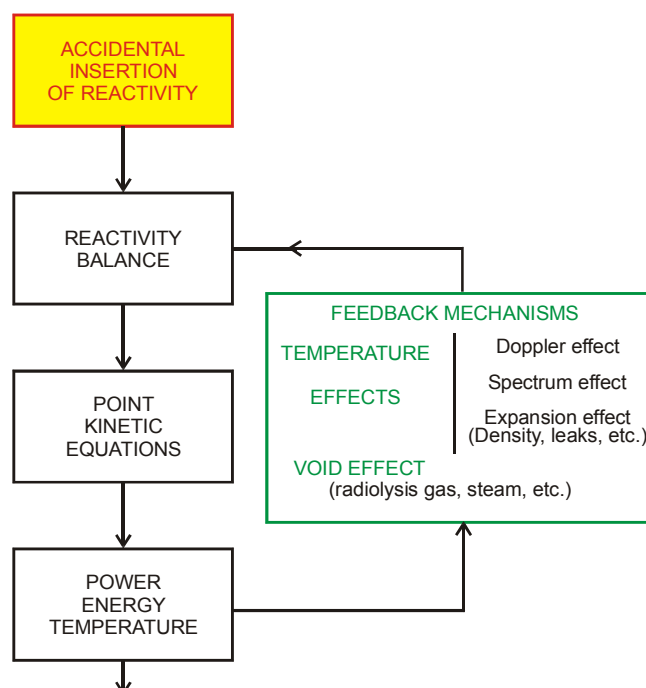 ACCIDENTAL
INSERTION
OF REACTIVITY
REACTIVITY
BALANCE
POINT
KINETIC
EQUATIONS
POWER
ENERGY
TEMPERATURE
FEEDBACK MECHANISMS
TEMPERATURE
EFFECTS
Doppler effect
Spectrum effect
Expansion effect
(Density, leaks, etc.)
VOID EFFECT
(radiolysis gas, steam, etc.)